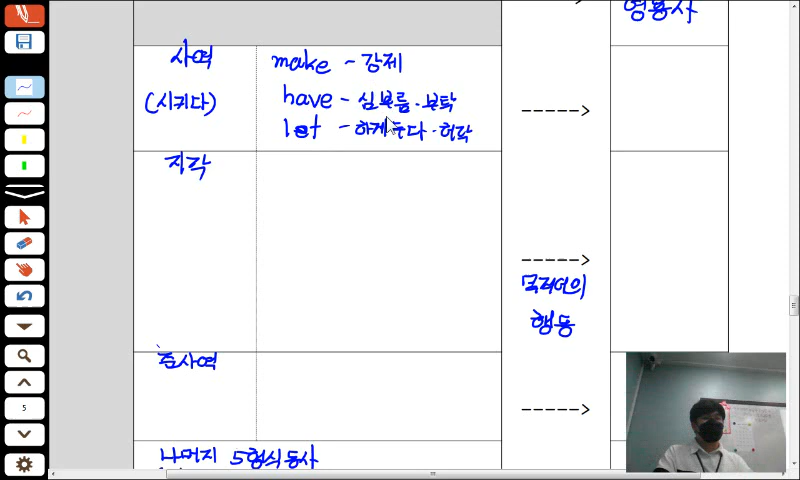 형용사
사역 make - 강제
(시키다) have - 심부름·부탁
let - 하게 두다·허락
----->
지각
----->
목적어의
행동
준사역
----->
나머지 5형식 동사
5